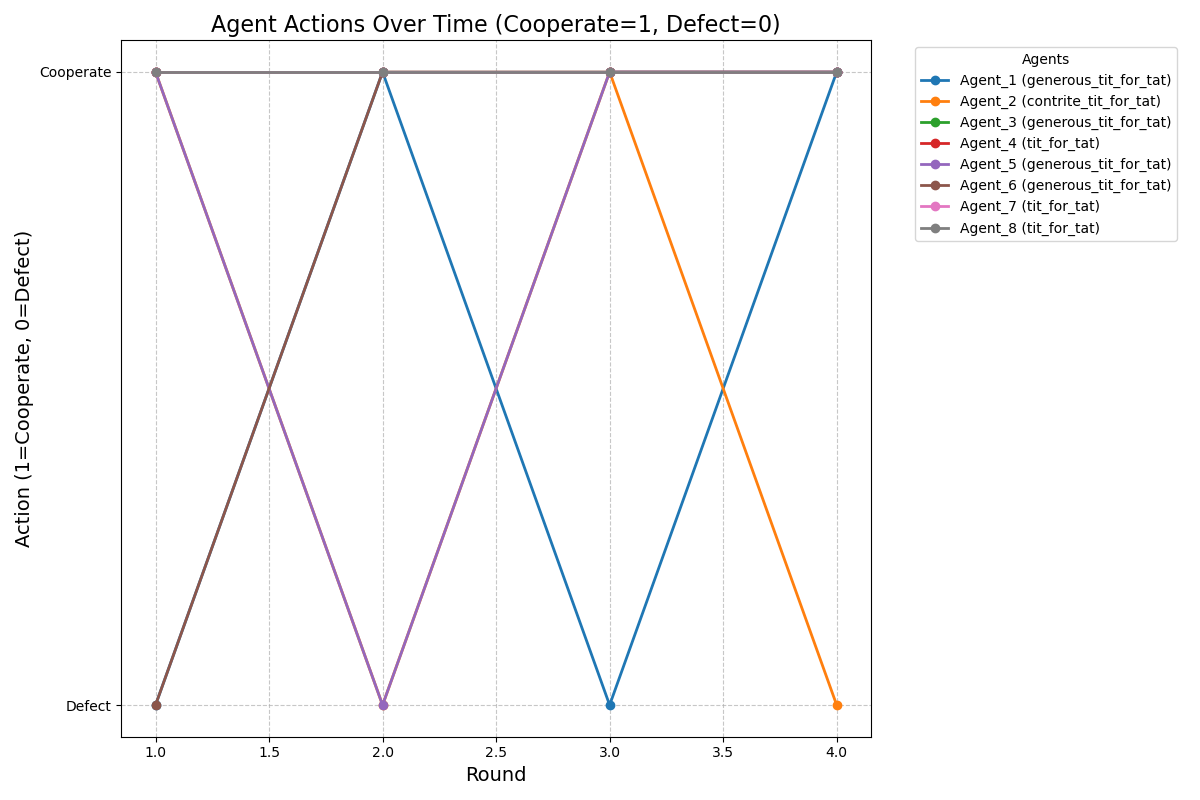 Agent Actions Over Time (Cooperate=1, Defect=0)
Action (1=Cooperate, 0=Defect)
Cooperate
Defect
1.0 1.5 2.0 2.5 3.0 3.5 4.0
Round
Agents
Agent_1 (generous_tit_for_tat)
Agent_2 (contrite_tit_for_tat)
Agent_3 (generous_tit_for_tat)
Agent_4 (tit_for_tat)
Agent_5 (generous_tit_for_tat)
Agent_6 (generous_tit_for_tat)
Agent_7 (tit_for_tat)
Agent_8 (tit_for_tat)